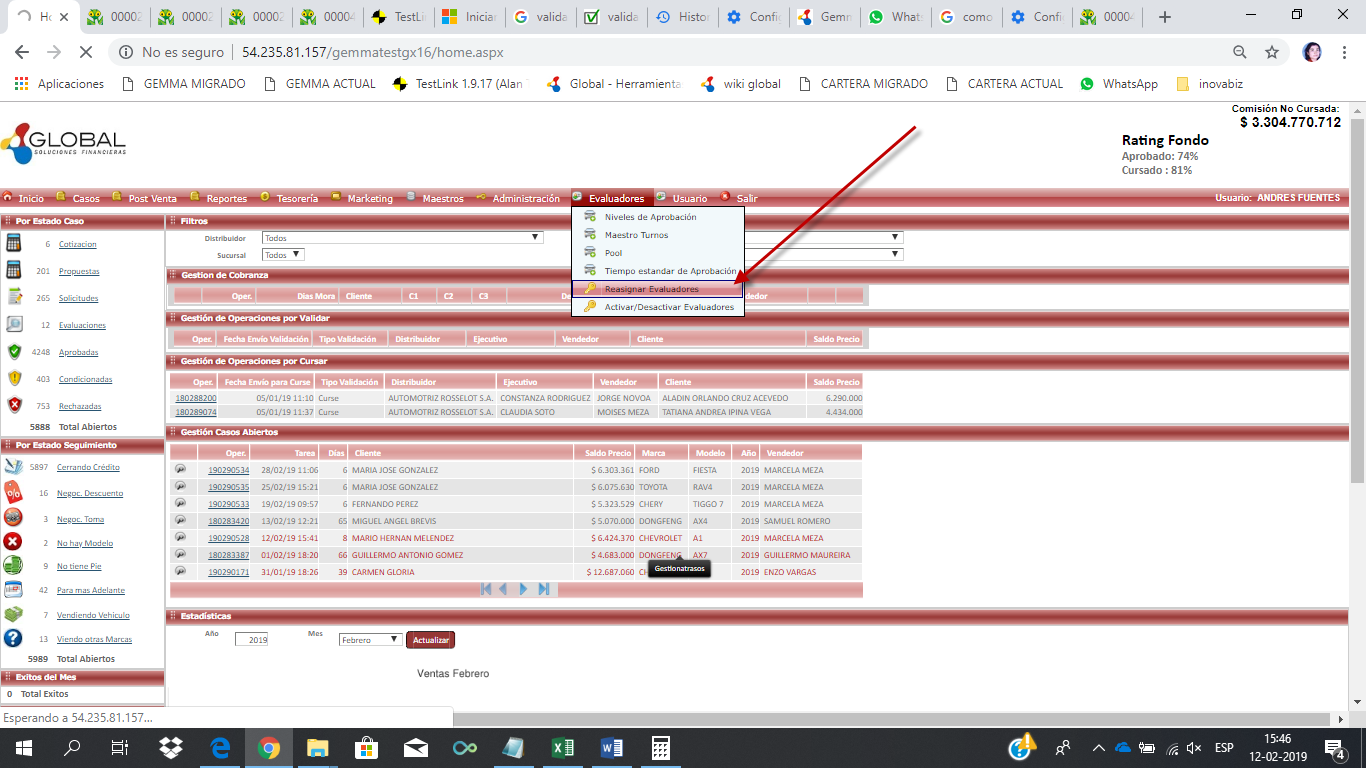 Ho
00002
00002
00002
00004
TestLin
Iniciar
valida
valida
Histor
Config
Gemm
Whats
como
Config
00004
No es seguro | 54.235.81.157/gemmatestgx16/home.aspx
Aplicaciones GEMMA MIGRADO GEMMA ACTUAL TestLink 1.9.17 (Alan Global - Herramienta wiki global CARTERA MIGRADO CARTERA ACTUAL WhatsApp inovabiz
Comisión No Cursada:
$ 3.304.770.712
GLOBAL
SOLUCIONES FINANCIERAS
Rating Fondo
Aprobado: 74%
Cursado : 81%
Inicio Casos Post Venta Reportes Tesorería Marketing Maestros Administración Evaluadores Usuario Salir Usuario: ANDRES FUENTES
Niveles de Aprobación
Maestro Turnos
Pool
Tiempo estandar de Aprobación
Reasignar Evaluadores
Activar/Desactivar Evaluadores
Por Estado Caso
6 Cotizacion
201 Propuestas
265 Solicitudes
12 Evaluaciones
4248 Aprobadas
403 Condicionadas
753 Rechazadas
5888 Total Abiertos
Por Estado Seguimiento
5897 Cerrando Crédito
16 Negoc. Descuento
3 Negoc. Toma
2 No hay Modelo
9 No tiene Pie
42 Para mas Adelante
7 Vendiendo Vehiculo
13 Viendo otras Marcas
5989 Total Abiertos
Exitos del Mes
0 Total Exitos
Filtros
Distribuidor Todos
Sucursal Todos
Gestion de Cobranza
Oper. Dias Mora Cliente C1 C2 C3
Gestión de Operaciones por Validar
Oper. Fecha Envío Validación Tipo Validación Distribuidor Ejecutivo Vendedor Cliente Saldo Precio
Gestión de Operaciones por Cursar
Oper. Fecha Envío para Curse Tipo Validación Distribuidor Ejecutivo Vendedor Cliente Saldo Precio
180288200 05/01/19 11:10 Curse AUTOMOTRIZ ROSSELOT S.A. CONSTANZA RODRIGUEZ JORGE NOVOA ALADIN ORLANDO CRUZ ACEVEDO 6.290.000
180289074 05/01/19 11:37 Curse AUTOMOTRIZ ROSSELOT S.A. CLAUDIA SOTO MOISES MEZA TATIANA ANDREA IPINA VEGA 4.434.000
Gestión Casos Abiertos
Oper. Tarea Días Cliente Saldo Precio Marca Modelo Año Vendedor
190290534 28/02/19 11:06 6 MARIA JOSE GONZALEZ $ 6.303.361 FORD FIESTA 2019 MARCELA MEZA
190290535 25/02/19 15:21 6 MARIA JOSE GONZALEZ $ 6.075.630 TOYOTA RAV4 2019 MARCELA MEZA
190290533 19/02/19 09:57 6 FERNANDO PEREZ $ 5.323.529 CHERY TIGGO 7 2019 MARCELA MEZA
180283420 13/02/19 12:21 65 MIGUEL ANGEL BREVIS $ 5.070.000 DONGFENG AX4 2019 SAMUEL ROMERO
190290528 12/02/19 15:41 8 MARIO HERNAN MELENDEZ $ 6.424.370 CHEVROLET A1 2019 MARCELA MEZA
180283387 01/02/19 18:20 66 GUILLERMO ANTONIO GOMEZ $ 4.683.000 DONGFENG AX7 2019 GUILLERMO MAUREIRA
190290171 31/01/19 18:26 39 CARMEN GLORIA $ 12.687.060 2019 ENZO VARGAS
Gestionatrasos
Estadísticas
Año 2019 Mes Febrero Actualizar
Ventas Febrero
Esperando a 54.235.81.157...
ESP
15:46
12-02-2019
4